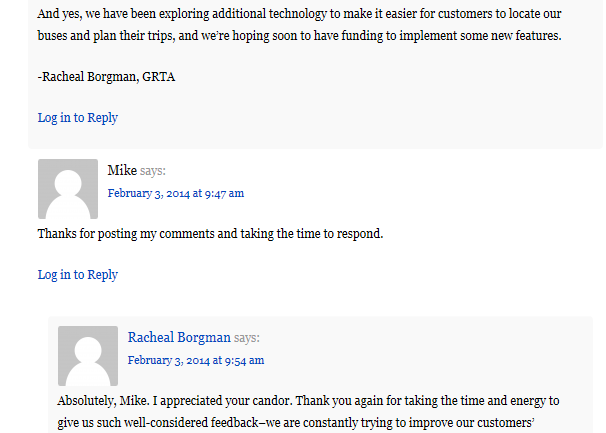 And yes, we have been exploring additional technology to make it easier for customers to locate our
buses and plan their trips, and we're hoping soon to have funding to implement some new features.
-Racheal Borgman, GRTA
Log in to Reply
Mike says:
February 3, 2014 at 9:47 am
Thanks for posting my comments and taking the time to respond.
Log in to Reply
Racheal Borgman says:
February 3, 2014 at 9:54 am
Absolutely, Mike. I appreciated your candor. Thank you again for taking the time and energy to
give us such well-considered feedback–we are constantly trying to improve our customers'